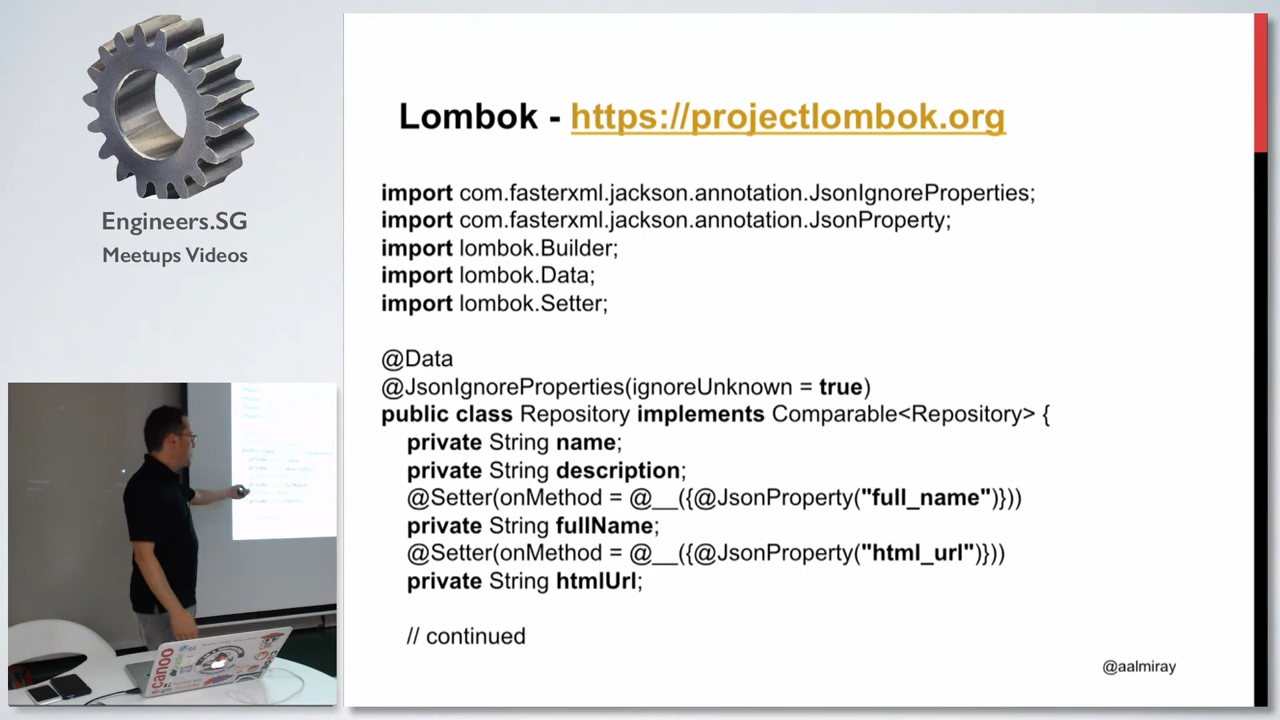 Engineers.SG
Meetups Videos
Lombok - https://projectlombok.org
import com.fasterxml.jackson.annotation.JsonIgnoreProperties;
import com.fasterxml.jackson.annotation.JsonProperty;
import lombok.Builder;
import lombok.Data;
import lombok.Setter;
@Data
@JsonIgnoreProperties(ignoreUnknown = true)
public class Repository implements Comparable<Repository> {
private String name;
private String description;
@Setter(onMethod = @__({@JsonProperty("full_name")}))
private String fullName;
@Setter(onMethod = @__({@JsonProperty("html_url")}))
private String htmlUrl;
// continued
@aalmiray
canoo